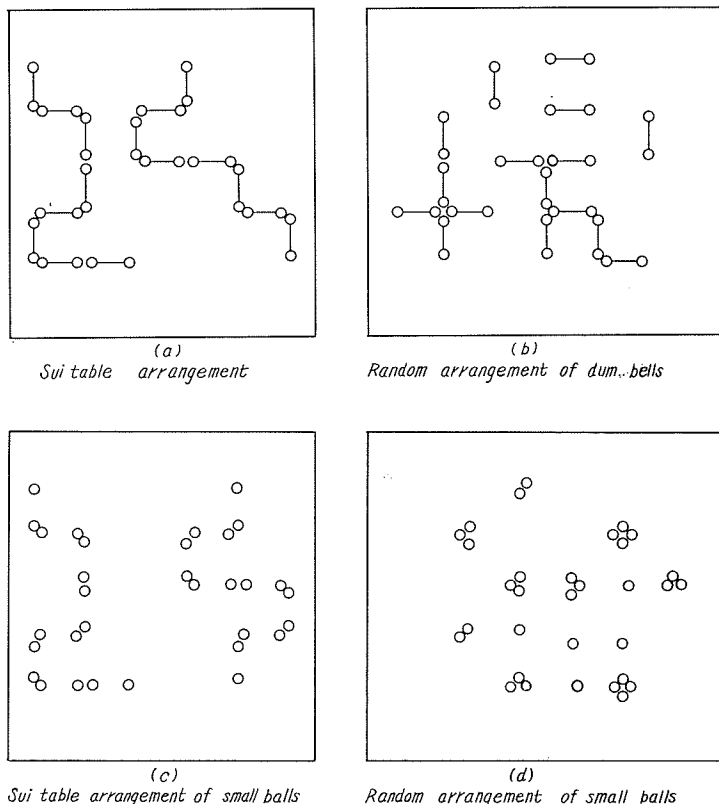 (a)
Sui table arrangement
(b)
Random arrangement of dum. bells
(c)
Sui table arrangement of small balls
(d)
Random arrangement of small balls